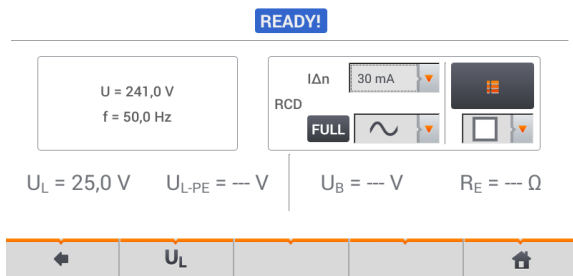 READY!
U = 241,0 V
f = 50,0 Hz
IΔn 30 mA
RCD
FULL
UL = 25,0 V UL-PE = --- V UB = --- V RE = --- Ω
UL